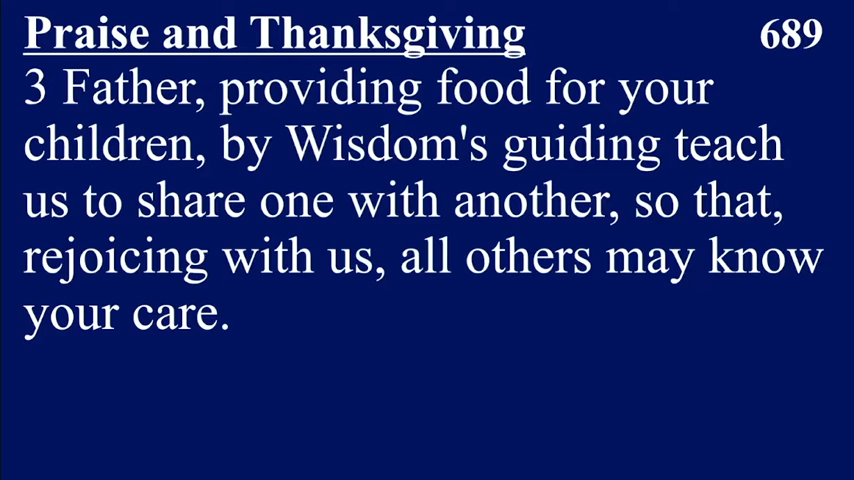 Praise and Thanksgiving 689
3 Father, providing food for your
children, by Wisdom's guiding teach
us to share one with another, so that,
rejoicing with us, all others may know
your care.